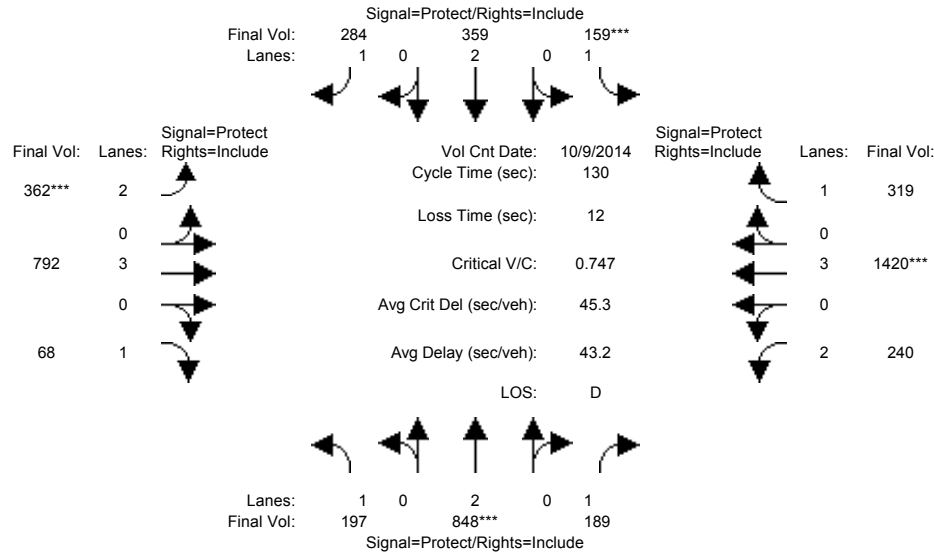 Signal=Protect/Rights=Include
Final Vol: 284 359 159***
Lanes: 1 0 2 0 1
Signal=Protect Signal=Protect
Final Vol: Lanes: Rights=Include Vol Cnt Date: 10/9/2014 Rights=Include Lanes: Final Vol:
Cycle Time (sec): 130
362*** 2 1 319
Loss Time (sec): 12
0 0
792 3 Critical V/C: 0.747 3 1420***
0 Avg Crit Del (sec/veh): 45.3 0
68 1 Avg Delay (sec/veh): 43.2 2 240
LOS: D
Lanes: 1 0 2 0 1
Final Vol: 197 848*** 189
Signal=Protect/Rights=Include